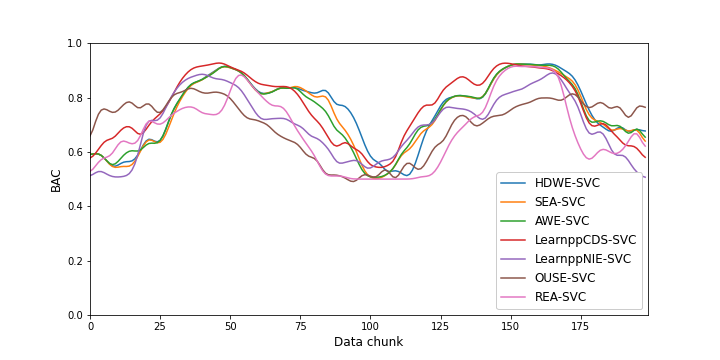 1.0
0.8
0.6
0.4
0.2
0.0
BAC
0 25 50 75 100 125 150 175
Data chunk
HDWE-SVC
SEA-SVC
AWE-SVC
LearnppCDS-SVC
LearnppNIE-SVC
OUSE-SVC
REA-SVC